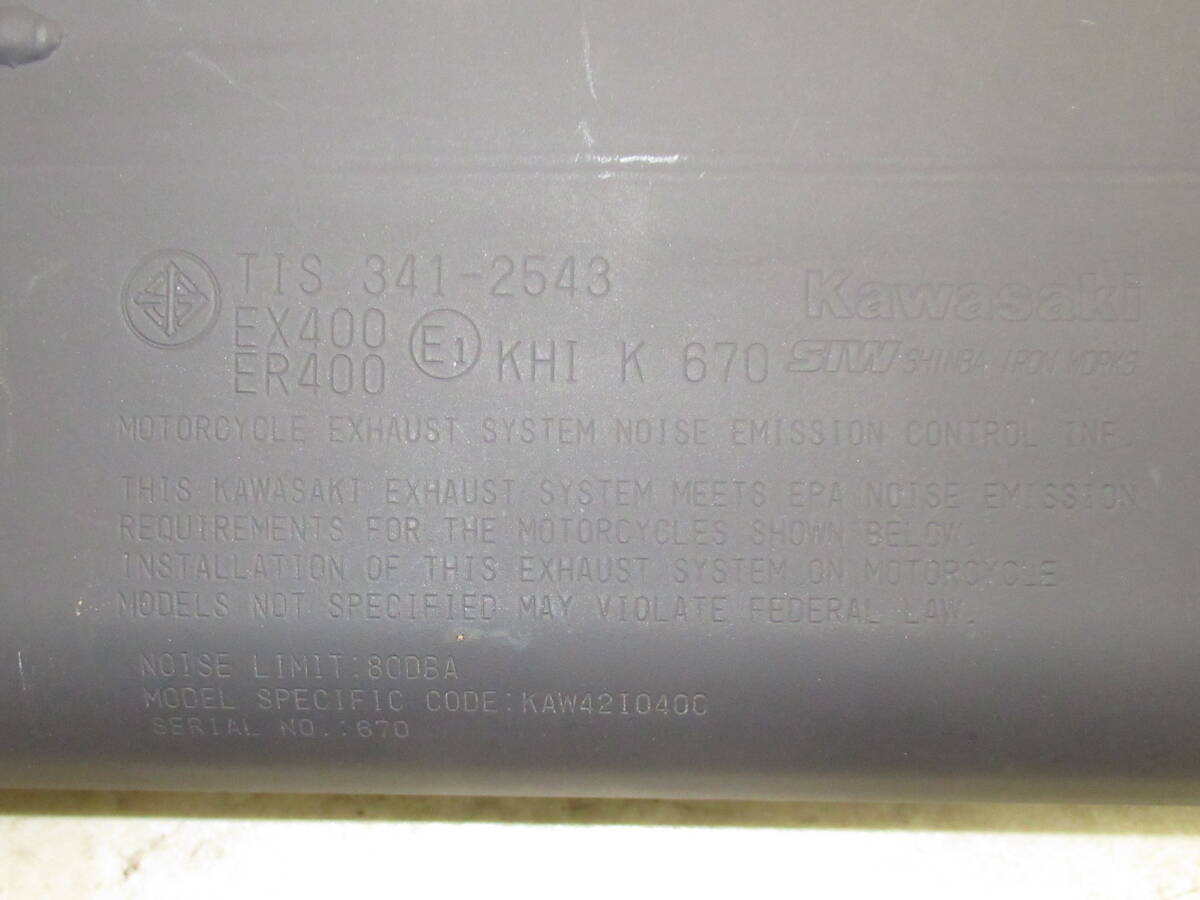 TIS 341-2543
EX400
ER400
E1 KHI K 670
Kawasaki
SIW SHINBA IRON WORKS
MOTORCYCLE EXHAUST SYSTEM NOISE EMISSION CONTROL INF.
THIS KAWASAKI EXHAUST SYSTEM MEETS EPA NOISE EMISSION
REQUIREMENTS FOR THE MOTORCYCLES SHOWN BELOW.
INSTALLATION OF THIS EXHAUST SYSTEM ON MOTORCYCLE
MODELS NOT SPECIFIED MAY VIOLATE FEDERAL LAW.
NOISE LIMIT:80DBA
MODEL SPECIFIC CODE:KAW42I040C
SERIAL NO.:670